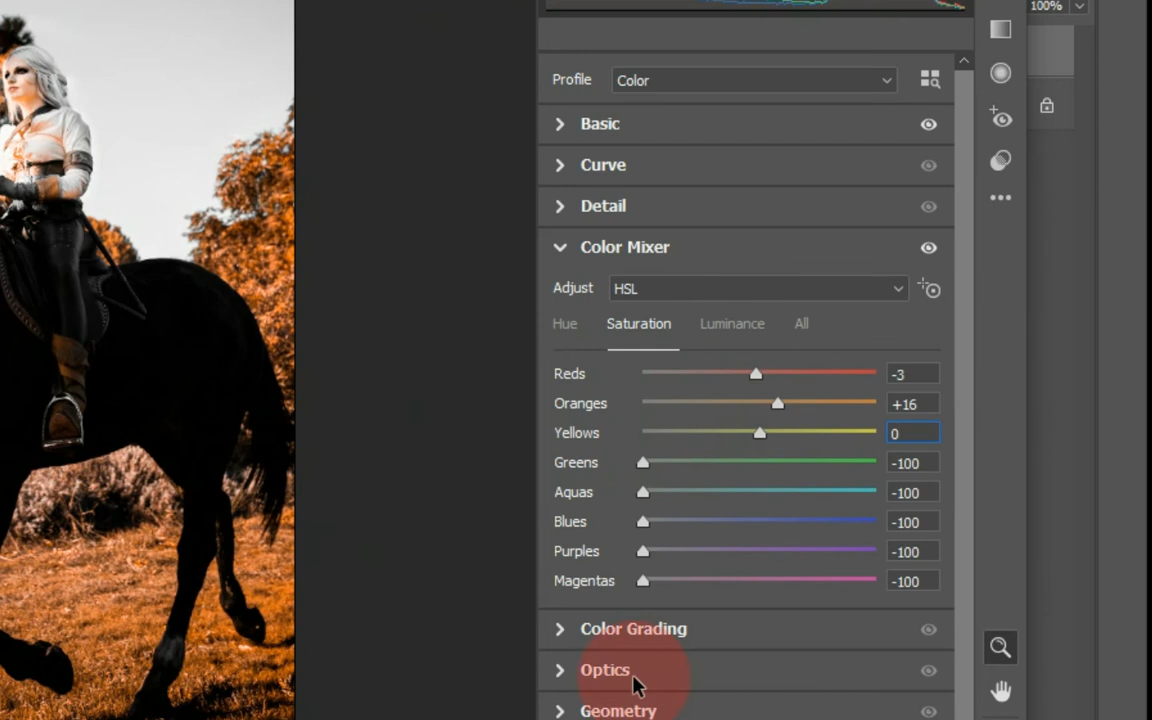 100%
Profile Color
Basic
Curve
Detail
Color Mixer
Adjust HSL
Hue Saturation Luminance All
Reds -3
Oranges +16
Yellows 0
Greens -100
Aquas -100
Blues -100
Purples -100
Magentas -100
Color Grading
Optics
Geometry